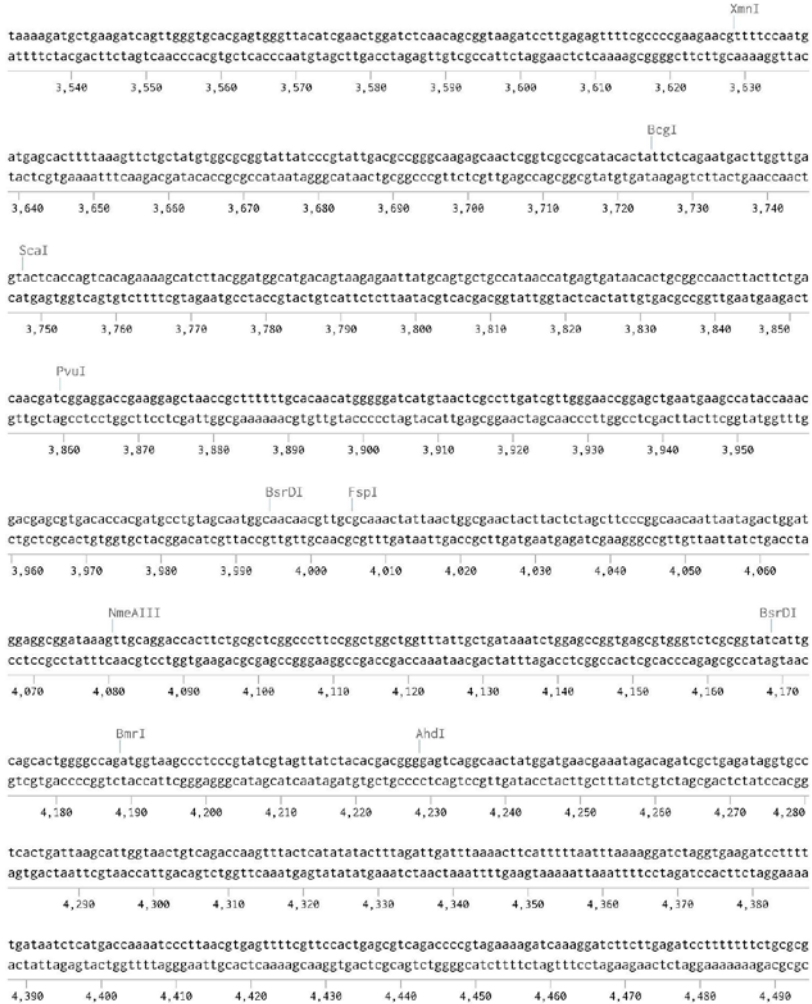 XmnI
taaaagatgctgaagatcagttgggtgcacgagtgggttacatcgaactggatctcaacagcggtaagatccttgagagttttcgccccgaagaacgttttccaatg
attttctacgacttctagtcaacccacgtgctcacccaatgtagcttgacctagagttgtcgccattctaggaactctcaaaagcggggcttcttgcaaaaggttac
3,540 3,550 3,560 3,570 3,580 3,590 3,600 3,610 3,620 3,630
BcgI
atgagcacttttaaagttctgctatgtggcgcggtattatcccgtattgacgccgggcaagagcaactcggtcgccgcatacactattctcagaatgacttggttga
tactcgtgaaaatttcaagacgatacaccgcgccataatagggcataactgcggcccgttctcgttgagccagcggcgtatgtgataagagtcttactgaaccaact
3,640 3,650 3,660 3,670 3,680 3,690 3,700 3,710 3,720 3,730 3,740
ScaI
gtactcaccagtcacagaaaagcatcttacggatggcatgacagtaagagaattatgcagtgctgccataaccatgagtgataacactgcggccaacttacttctga
catgagtggtcagtgtcttttcgtagaatgcctaccgtactgtcattctcttaatacgtcacgacggtattggtactcactattgtgacgccggttgaatgaagact
3,750 3,760 3,770 3,780 3,790 3,800 3,810 3,820 3,830 3,840 3,850
PvuI
caacgatcggaggaccgaaggagctaaccgcttttttgcacaacatgggggatcatgtaactcgccttgatcgttgggaaccggagctgaatgaagccataccaaac
gttgctagcctcctggcttcctcgattggcgaaaaaacgtgttgtaccccctagtacattgagcggaactagcaacccttggcctcgacttacttcggtatggtttg
3,860 3,870 3,880 3,890 3,900 3,910 3,920 3,930 3,940 3,950
BsrDI FspI
gacgagcgtgacaccacgatgcctgtagcaatggcaacaacgttgcgcaaactattaactggcgaactacttactctagcttcccggcaacaattaatagactggat
ctgctcgcactgtggtgctacggacatcgttaccgttgttgcaacgcgtttgataattgaccgcttgatgaatgagatcgaagggccgttgttaattatctgaccta
3,960 3,970 3,980 3,990 4,000 4,010 4,020 4,030 4,040 4,050 4,060
NmeAIII BsrDI
ggaggcggataaagttgcaggaccacttctgcgctcggcccttccggctggctggtttattgctgataaatctggagccggtgagcgtgggtctcgcggtatcattg
cctccgcctatttcaacgtcctggtgaagacgcgagccgggaaggccgaccgaccaaataacgactatttagacctcggccactcgcacccagagcgccatagtaac
4,070 4,080 4,090 4,100 4,110 4,120 4,130 4,140 4,150 4,160 4,170
BmrI AhdI
cagcactggggccagatggtaagccctcccgtatcgtagttatctacacgacggggagtcaggcaactatggatgaacgaaatagacagatcgctgagataggtgcc
gtcgtgaccccggtctaccattcgggagggcatagcatcaatagatgtgctgcccctcagtccgttgatacctacttgctttatctgtctagcgactctatccacgg
4,180 4,190 4,200 4,210 4,220 4,230 4,240 4,250 4,260 4,270 4,280
tcactgattaagcattggtaactgtcagaccaagtttactcatatatactttagattgatttaaaacttcatttttaatttaaaaggatctaggtgaagatcctttt
agtgactaattcgtaaccattgacagtctggttcaaatgagtatatatgaaatctaactaaattttgaagtaaaaattaaattttcctagatccacttctaggaaaa
4,290 4,300 4,310 4,320 4,330 4,340 4,350 4,360 4,370 4,380
tgataatctcatgaccaaaatcccttaacgtgagttttcgttccactgagcgtcagaccccgtagaaaagatcaaaggatcttcttgagatcctttttttctgcgcg
actattagagtactggttttagggaattgcactcaaaagcaaggtgactcgcagtctggggcatcttttctagtttcctagaagaactctaggaaaaaaagacgcgc
4,390 4,400 4,410 4,420 4,430 4,440 4,450 4,460 4,470 4,480 4,490